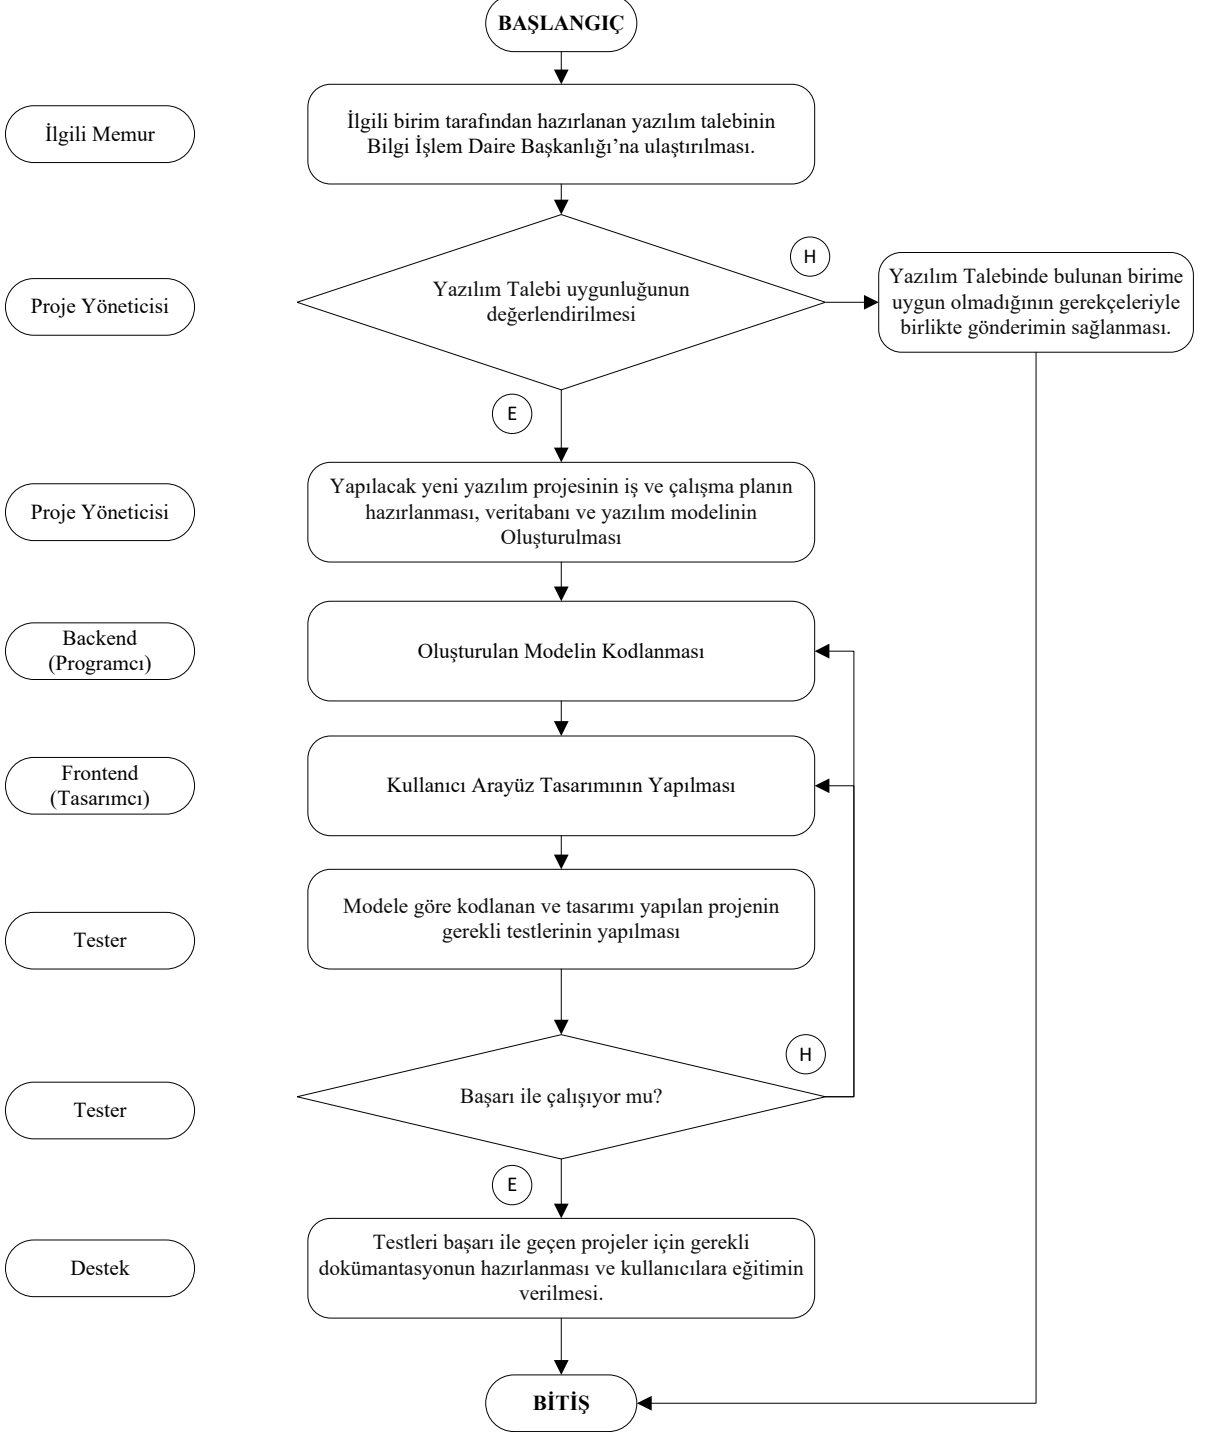 BAŞLANGIÇ
İlgili Memur
İlgili birim tarafından hazırlanan yazılım talebinin
Bilgi İşlem Daire Başkanlığı’na ulaştırılması.
Proje Yöneticisi
Yazılım Talebi uygunluğunun
değerlendirilmesi
H
Yazılım Talebinde bulunan birime
uygun olmadığının gerekçeleriyle
birlikte gönderimin sağlanması.
E
Proje Yöneticisi
Yapılacak yeni yazılım projesinin iş ve çalışma planın
hazırlanması, veritabanı ve yazılım modelinin
Oluşturulması
Backend
(Programcı)
Oluşturulan Modelin Kodlanması
Frontend
(Tasarımcı)
Kullanıcı Arayüz Tasarımının Yapılması
Tester
Modele göre kodlanan ve tasarımı yapılan projenin
gerekli testlerinin yapılması
Tester
Başarı ile çalışıyor mu?
H
E
Destek
Testleri başarı ile geçen projeler için gerekli
dokümantasyonun hazırlanması ve kullanıcılara eğitimin
verilmesi.
BİTİŞ